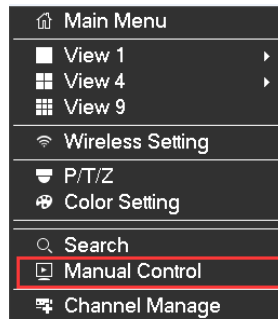 Main Menu
View 1
View 4
View 9
Wireless Setting
P/T/Z
Color Setting
Search
Manual Control
Channel Manage